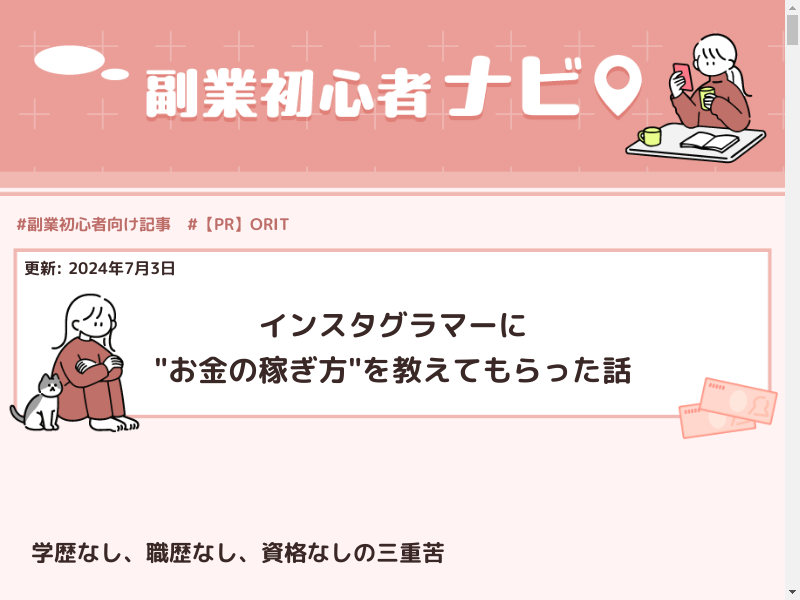 副業初心者ナビ
#副業初心者向け記事 #【PR】ORIT
更新: 2024年7月3日
インスタグラマーに
"お金の稼ぎ方"を教えてもらった話
学歴なし、職歴なし、資格なしの三重苦